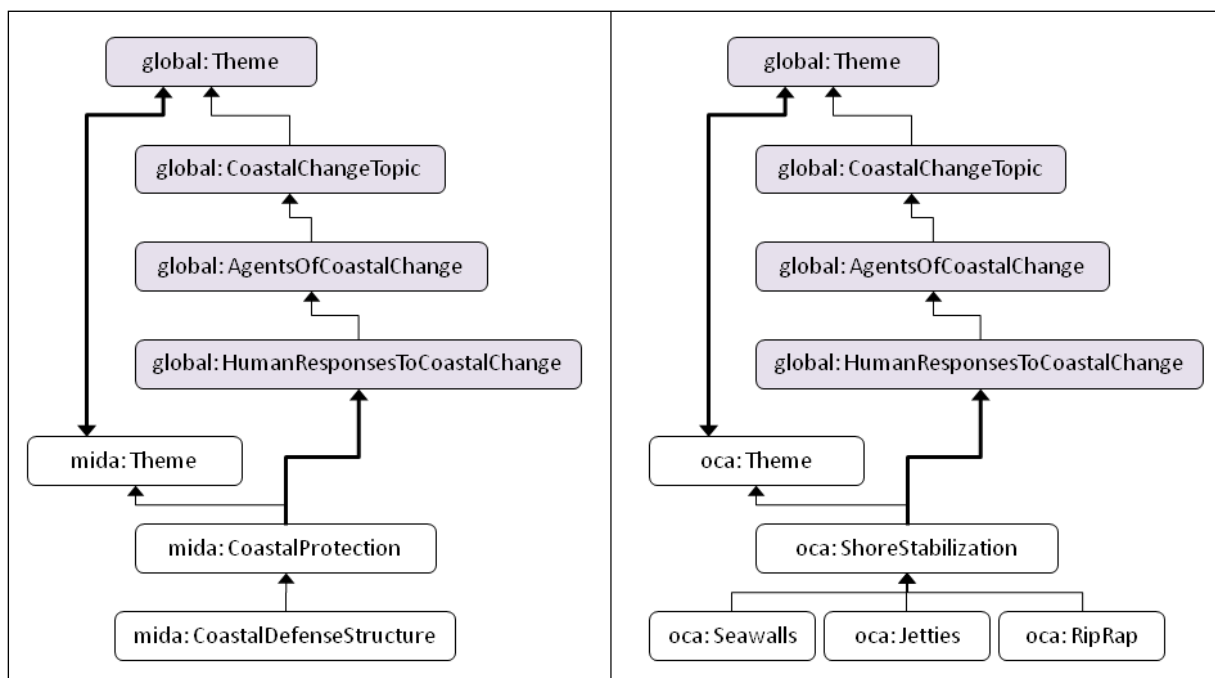 global:Theme
global:CoastalChangeTopic
global:AgentsOfCoastalChange
global:HumanResponsesToCoastalChange
mida:Theme
mida:CoastalProtection
mida:CoastalDefenseStructure
global:Theme
global:CoastalChangeTopic
global:AgentsOfCoastalChange
global:HumanResponsesToCoastalChange
oca:Theme
oca:ShoreStabilization
oca:Seawalls
oca:Jetties
oca:RipRap